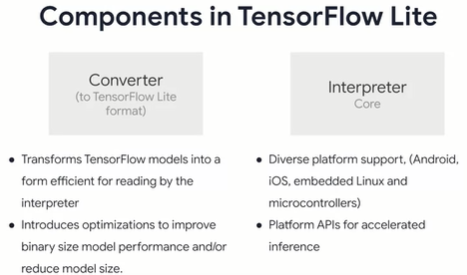 Components in TensorFlow Lite
Converter
(to TensorFlow Lite
format)
• Transforms TensorFlow models into a
form efficient for reading by the
interpreter
• Introduces optimizations to improve
binary size model performance and/or
reduce model size.
Interpreter
Core
• Diverse platform support, (Android,
iOS, embedded Linux and
microcontrollers)
• Platform APIs for accelerated
inference